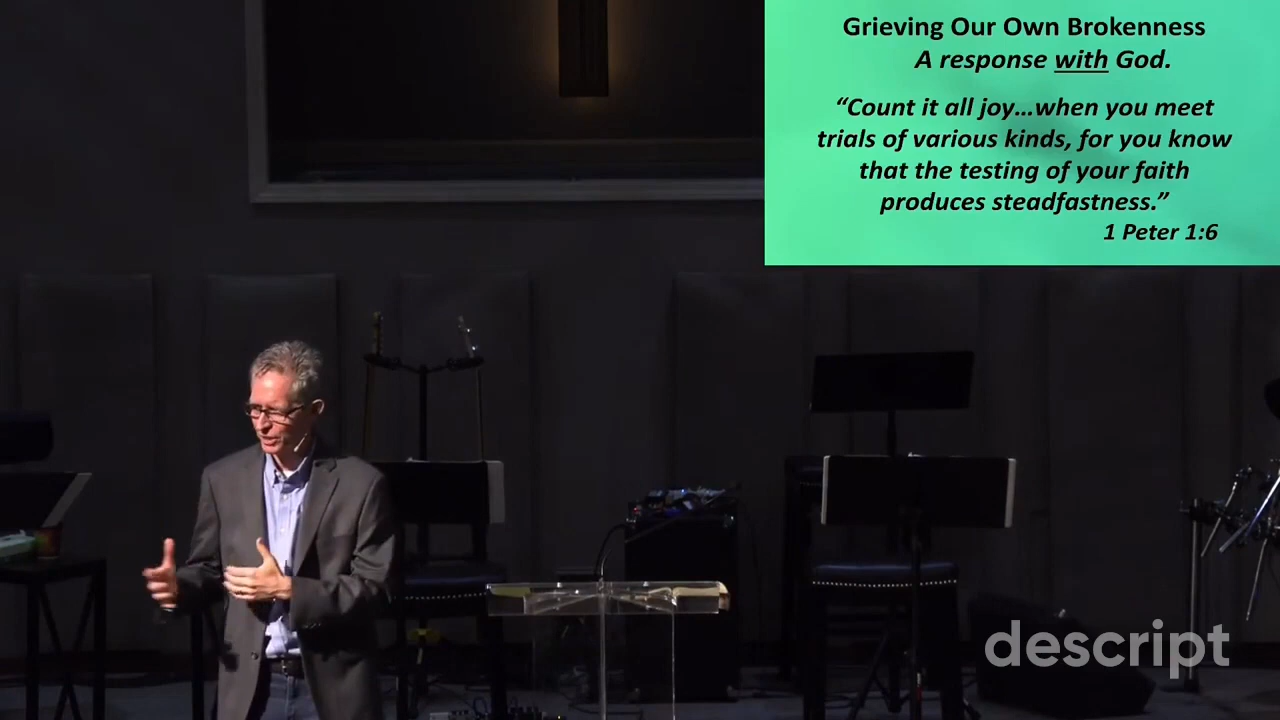 Grieving Our Own Brokenness
A response with God.
“Count it all joy…when you meet
trials of various kinds, for you know
that the testing of your faith
produces steadfastness.”
1 Peter 1:6
descript